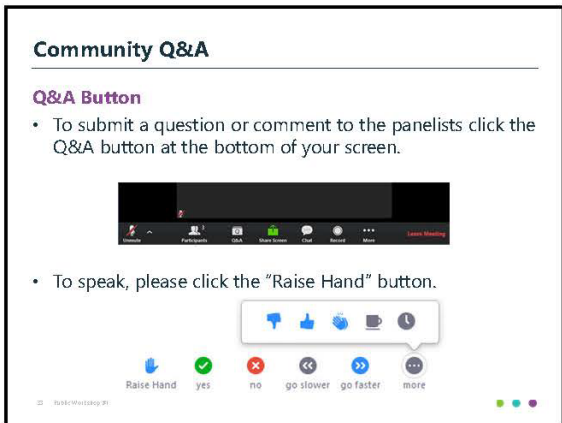 Community Q&A
Q&A Button
• To submit a question or comment to the panelists click the
Q&A button at the bottom of your screen.
Unmute Participants Q&A Share Screen Chat Record More Leave Meeting
• To speak, please click the "Raise Hand" button.
Raise Hand yes no go slower go faster more
Public Workshop